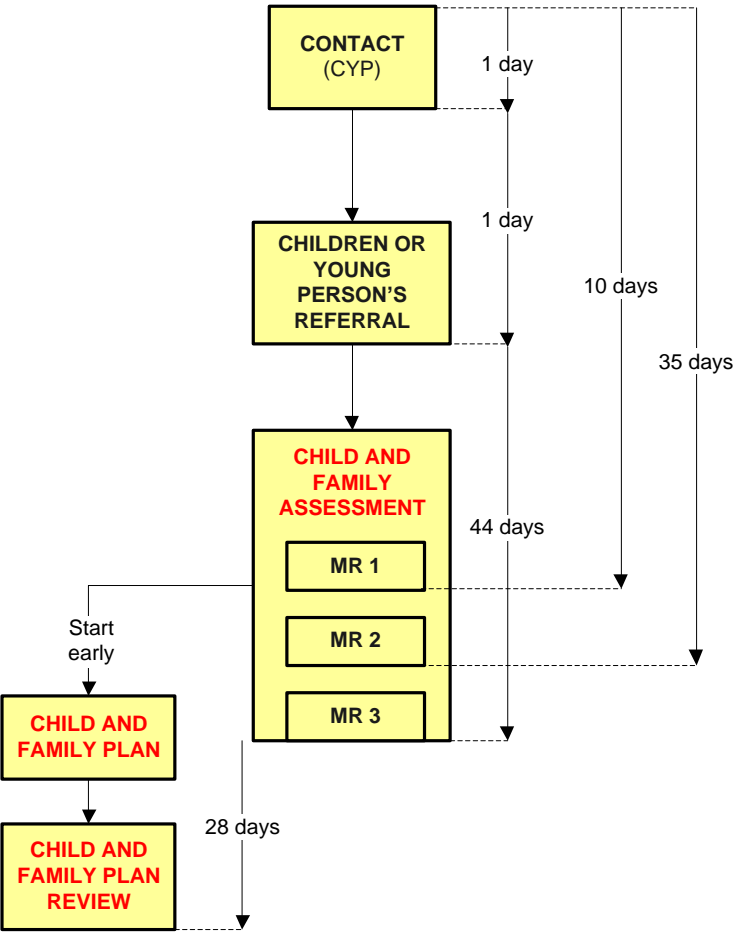 CONTACT
(CYP)
1 day
CHILDREN OR
YOUNG
PERSON'S
REFERRAL
1 day
10 days
35 days
CHILD AND
FAMILY
ASSESSMENT
44 days
MR 1
MR 2
MR 3
Start
early
CHILD AND
FAMILY PLAN
28 days
CHILD AND
FAMILY PLAN
REVIEW